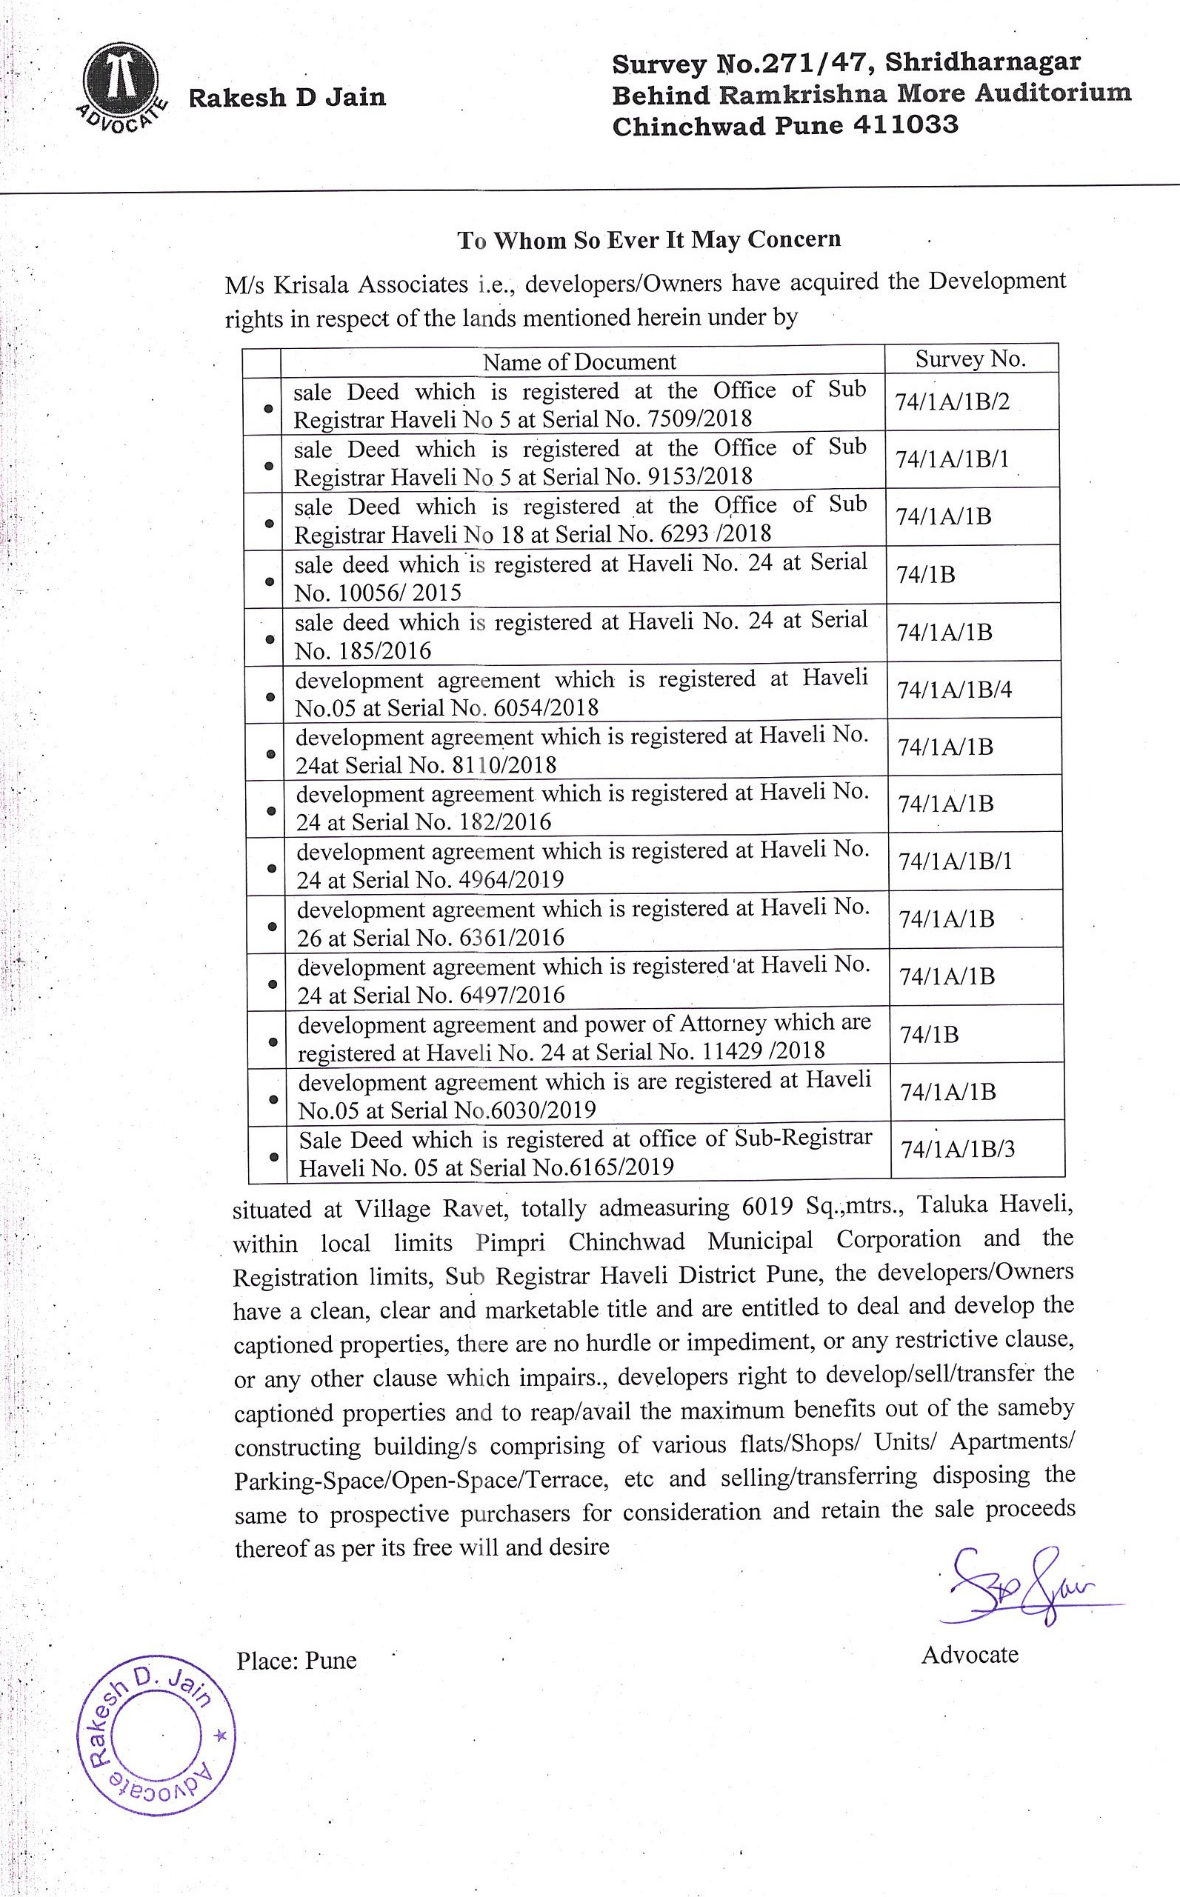 ADVOCATE
Rakesh D Jain
Survey No.271/47, Shridharnagar
Behind Ramkrishna More Auditorium
Chinchwad Pune 411033
To Whom So Ever It May Concern
M/s Krisala Associates i.e., developers/Owners have acquired the Development
rights in respect of the lands mentioned herein under by
Name of Document Survey No.
• sale Deed which is registered at the Office of Sub
Registrar Haveli No 5 at Serial No. 7509/2018 74/1A/1B/2
• sale Deed which is registered at the Office of Sub
Registrar Haveli No 5 at Serial No. 9153/2018 74/1A/1B/1
• sale Deed which is registered at the Office of Sub
Registrar Haveli No 18 at Serial No. 6293 /2018 74/1A/1B
• sale deed which is registered at Haveli No. 24 at Serial
No. 10056/ 2015 74/1B
• sale deed which is registered at Haveli No. 24 at Serial
No. 185/2016 74/1A/1B
• development agreement which is registered at Haveli
No.05 at Serial No. 6054/2018 74/1A/1B/4
• development agreement which is registered at Haveli No.
24at Serial No. 8110/2018 74/1A/1B
• development agreement which is registered at Haveli No.
24 at Serial No. 182/2016 74/1A/1B
• development agreement which is registered at Haveli No.
24 at Serial No. 4964/2019 74/1A/1B/1
• development agreement which is registered at Haveli No.
26 at Serial No. 6361/2016 74/1A/1B
• development agreement which is registered at Haveli No.
24 at Serial No. 6497/2016 74/1A/1B
• development agreement and power of Attorney which are
registered at Haveli No. 24 at Serial No. 11429 /2018 74/1B
• development agreement which is are registered at Haveli
No.05 at Serial No.6030/2019 74/1A/1B
• Sale Deed which is registered at office of Sub-Registrar
Haveli No. 05 at Serial No.6165/2019 74/1A/1B/3
situated at Village Ravet, totally admeasuring 6019 Sq.,mtrs., Taluka Haveli,
within local limits Pimpri Chinchwad Municipal Corporation and the
Registration limits, Sub Registrar Haveli District Pune, the developers/Owners
have a clean, clear and marketable title and are entitled to deal and develop the
captioned properties, there are no hurdle or impediment, or any restrictive clause,
or any other clause which impairs., developers right to develop/sell/transfer the
captioned properties and to reap/avail the maximum benefits out of the sameby
constructing building/s comprising of various flats/Shops/ Units/ Apartments/
Parking-Space/Open-Space/Terrace, etc and selling/transferring disposing the
same to prospective purchasers for consideration and retain the sale proceeds
thereof as per its free will and desire
Jain
Place: Pune
Advocate
Advocate Rakesh D. Jain ★